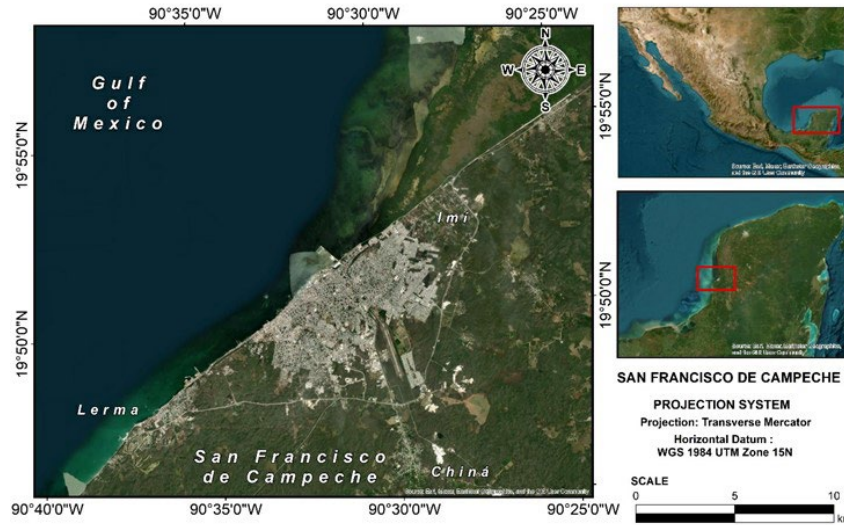 90°35'0"W
90°30'0"W
90°25'0"W
Gulf
of
Mexico
N
W
E
S
19°55'0"N
19°55'0"N
Imi
19°50'0"N
19°50'0"N
Lerma
San Francisco
de Campeche
Chiná
90°40'0"W
90°35'0"W
90°30'0"W
90°25'0"W
SAN FRANCISCO DE CAMPECHE
PROJECTION SYSTEM
Projection: Transverse Mercator
Horizontal Datum :
WGS 1984 UTM Zone 15N
SCALE
0
5
10
km